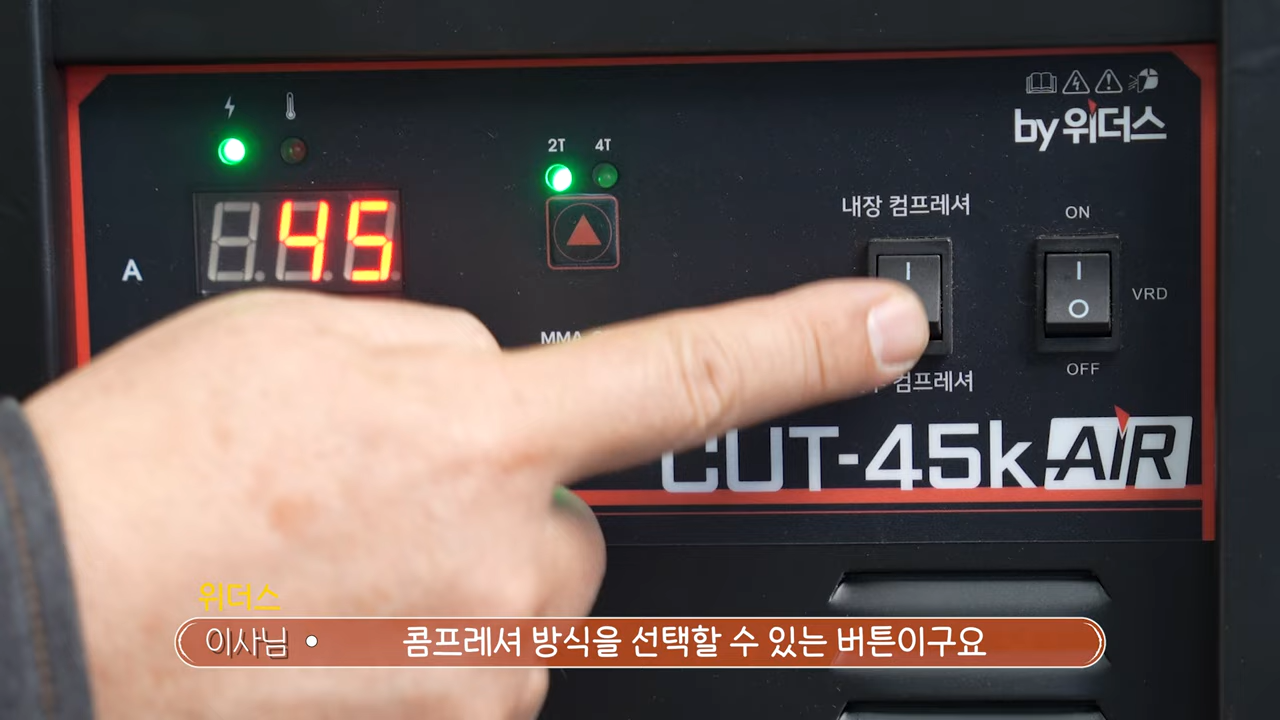 by 위더스
2T 4T
내장 컴프레셔
ON
45
A
I
I
O
VRD
MMA
컴프레셔
OFF
CUT-45k AIR
위더스
이사님 • 콤프레셔 방식을 선택할 수 있는 버튼이구요